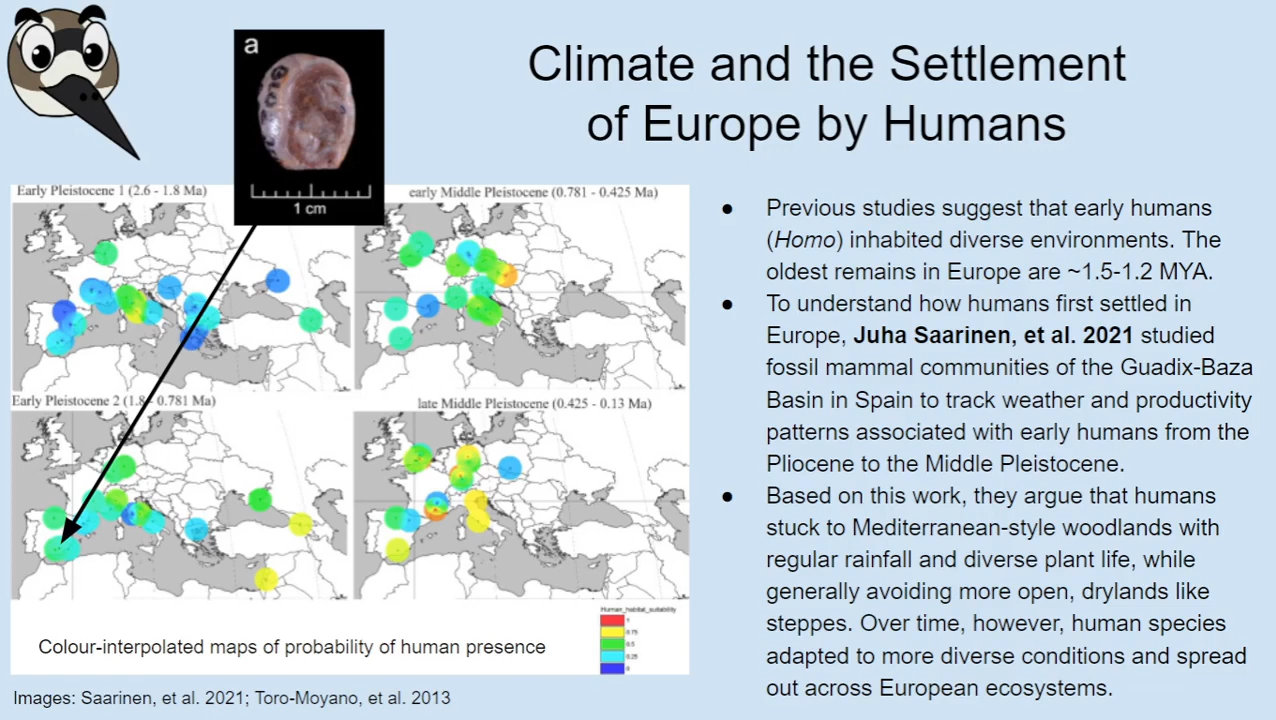 a
1 cm
Climate and the Settlement
of Europe by Humans
Early Pleistocene 1 (2.6 - 1.8 Ma)
early Middle Pleistocene (0.781 - 0.425 Ma)
Early Pleistocene 2 (1.8 - 0.781 Ma)
late Middle Pleistocene (0.425 - 0.13 Ma)
Human_habitat_suitability
1
0.75
0.5
0.25
0
Colour-interpolated maps of probability of human presence
Images: Saarinen, et al. 2021; Toro-Moyano, et al. 2013
● Previous studies suggest that early humans
(Homo) inhabited diverse environments. The
oldest remains in Europe are ~1.5-1.2 MYA.
● To understand how humans first settled in
Europe, Juha Saarinen, et al. 2021 studied
fossil mammal communities of the Guadix-Baza
Basin in Spain to track weather and productivity
patterns associated with early humans from the
Pliocene to the Middle Pleistocene.
● Based on this work, they argue that humans
stuck to Mediterranean-style woodlands with
regular rainfall and diverse plant life, while
generally avoiding more open, drylands like
steppes. Over time, however, human species
adapted to more diverse conditions and spread
out across European ecosystems.